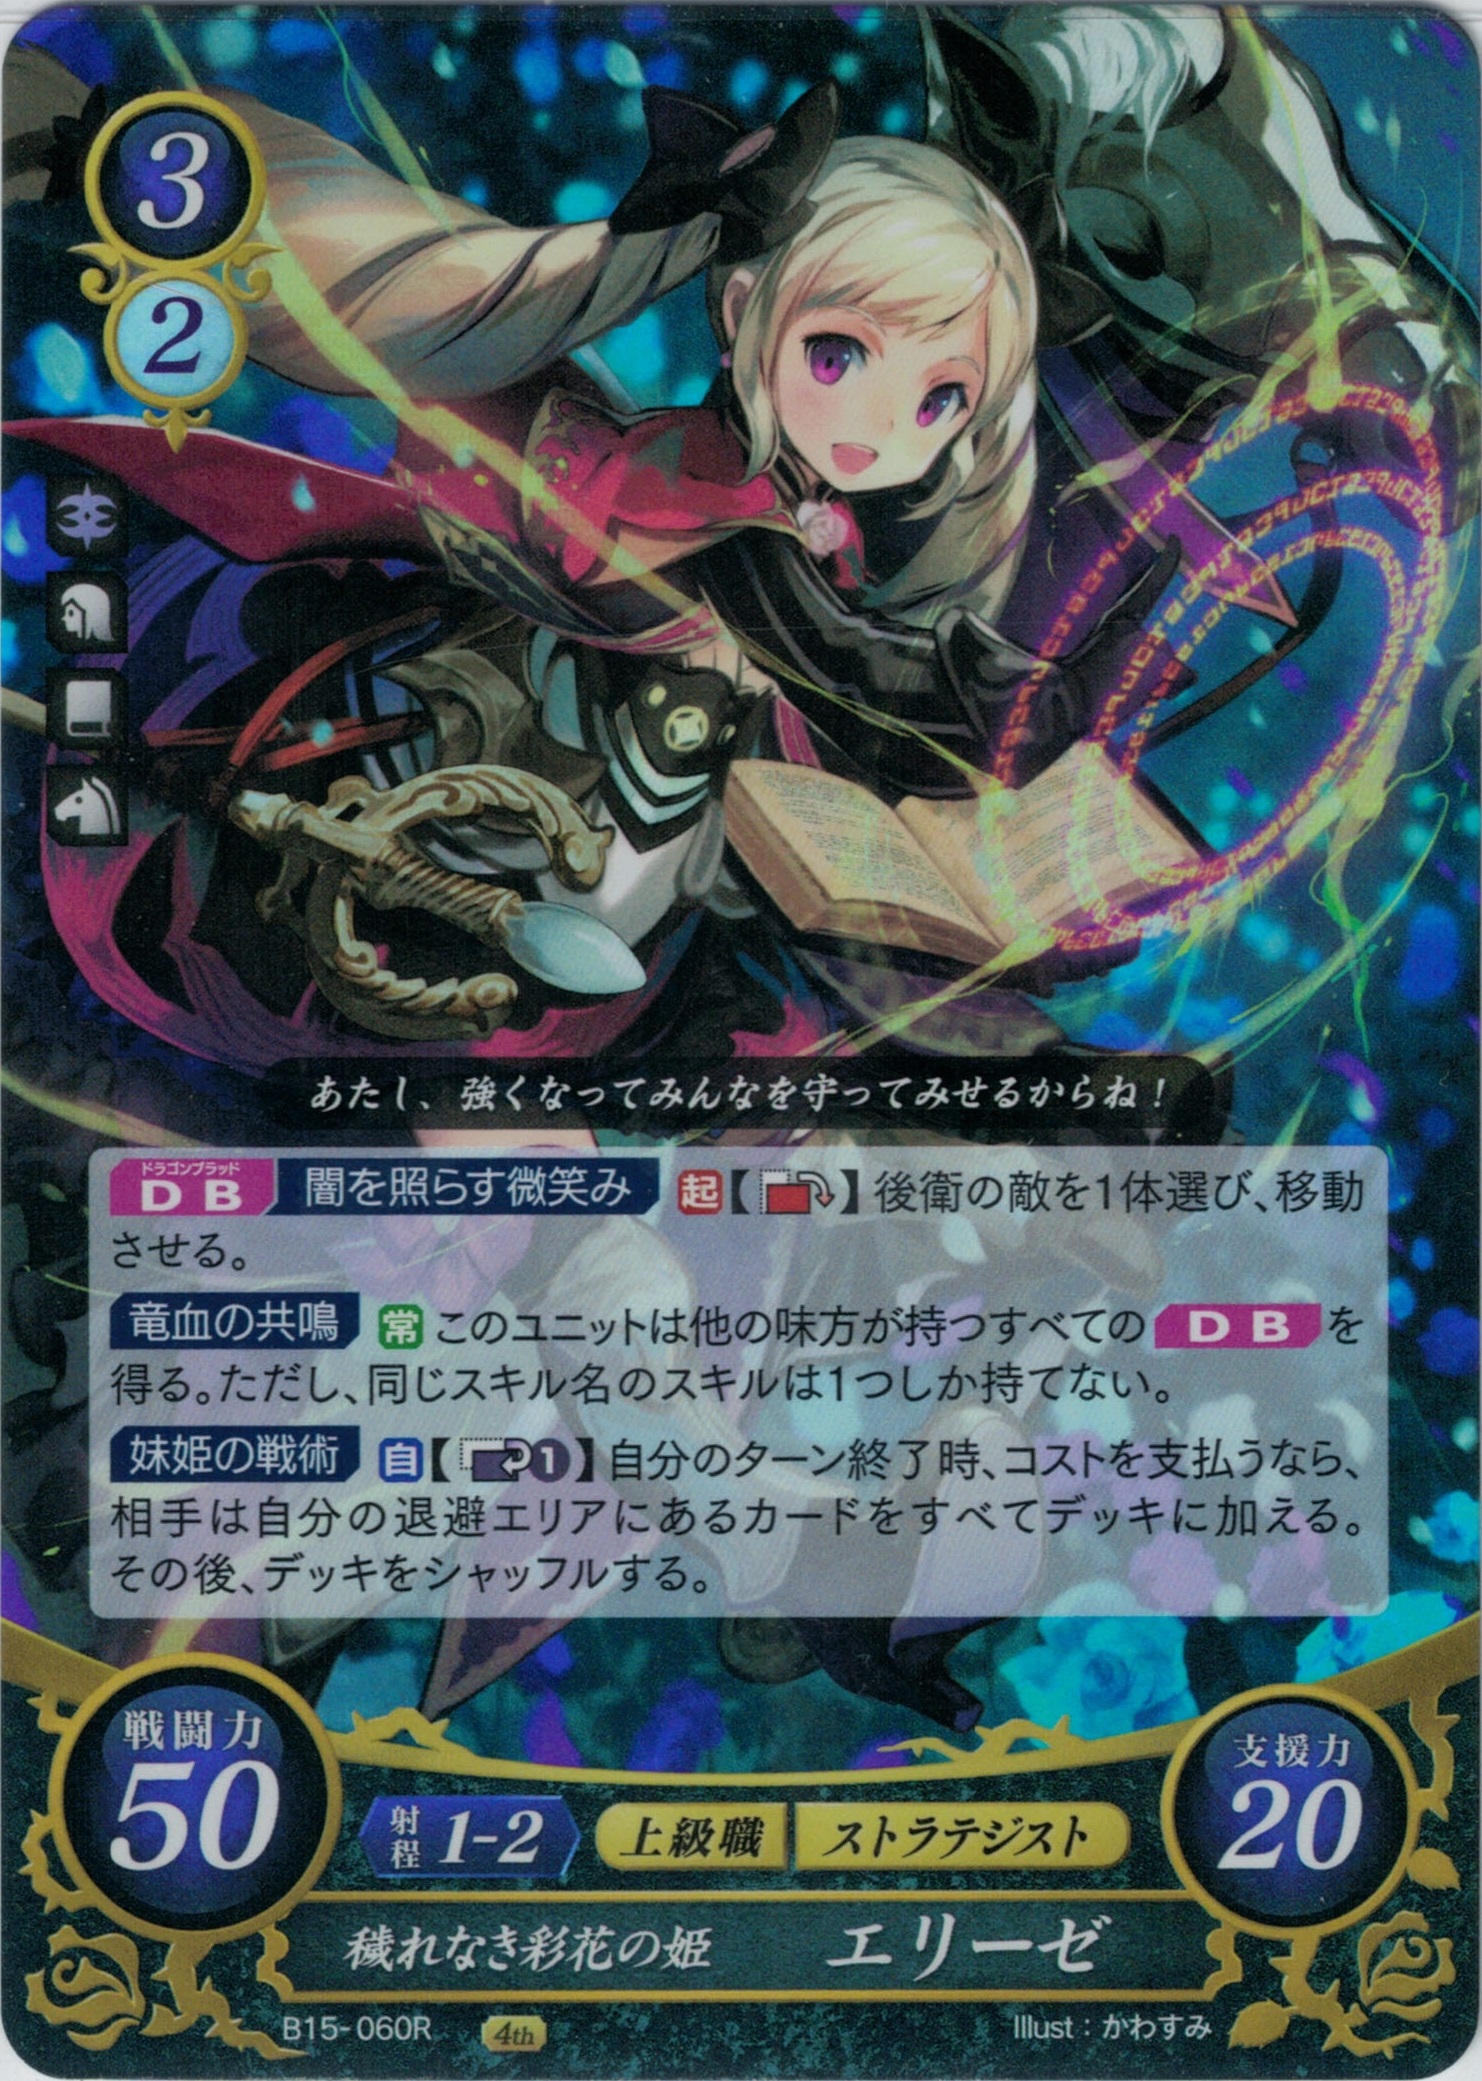 3
2
あたし、強くなってみんなを守ってみせるからね！
ドラゴンブラッド
DB 闇を照らす微笑み 起【】後衛の敵を1体選び、移動
させる。
竜血の共鳴 常 このユニットは他の味方が持つすべての DB を
得る。ただし、同じスキル名のスキルは1つしか持てない。
妹姫の戦術 自【1】自分のターン終了時、コストを支払うなら、
相手は自分の退避エリアにあるカードをすべてデッキに加える。
その後、デッキをシャッフルする。
戦闘力
50
射程 1-2
上級職 ストラテジスト
支援力
20
穢れなき彩花の姫 エリーゼ
B15-060R 4th Illust：かわすみ